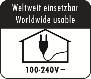 Weltweit einsetzbar
Worldwide usable
100-240V~